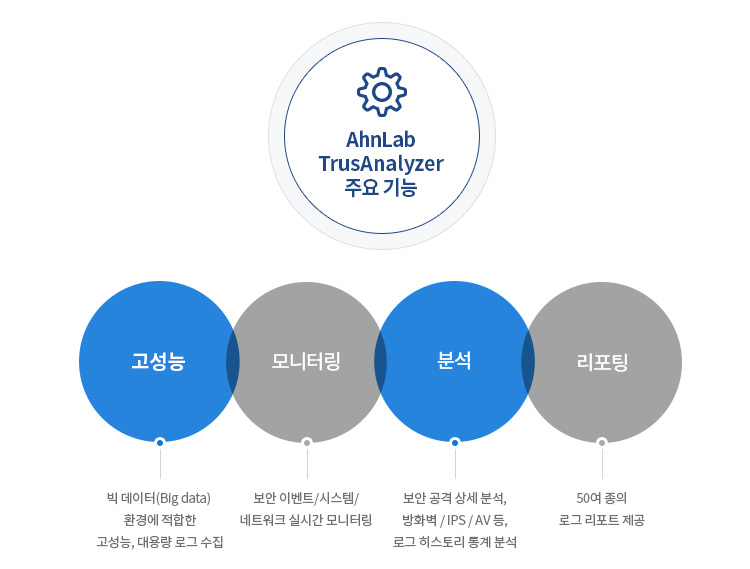 AhnLab
TrusAnalyzer
주요 기능
고성능
모니터링
분석
리포팅
빅 데이터(Big data)
환경에 적합한
고성능, 대용량 로그 수집
보안 이벤트/시스템/
네트워크 실시간 모니터링
보안 공격 상세 분석,
방화벽 / IPS / AV 등,
로그 히스토리 통계 분석
50여 종의
로그 리포트 제공